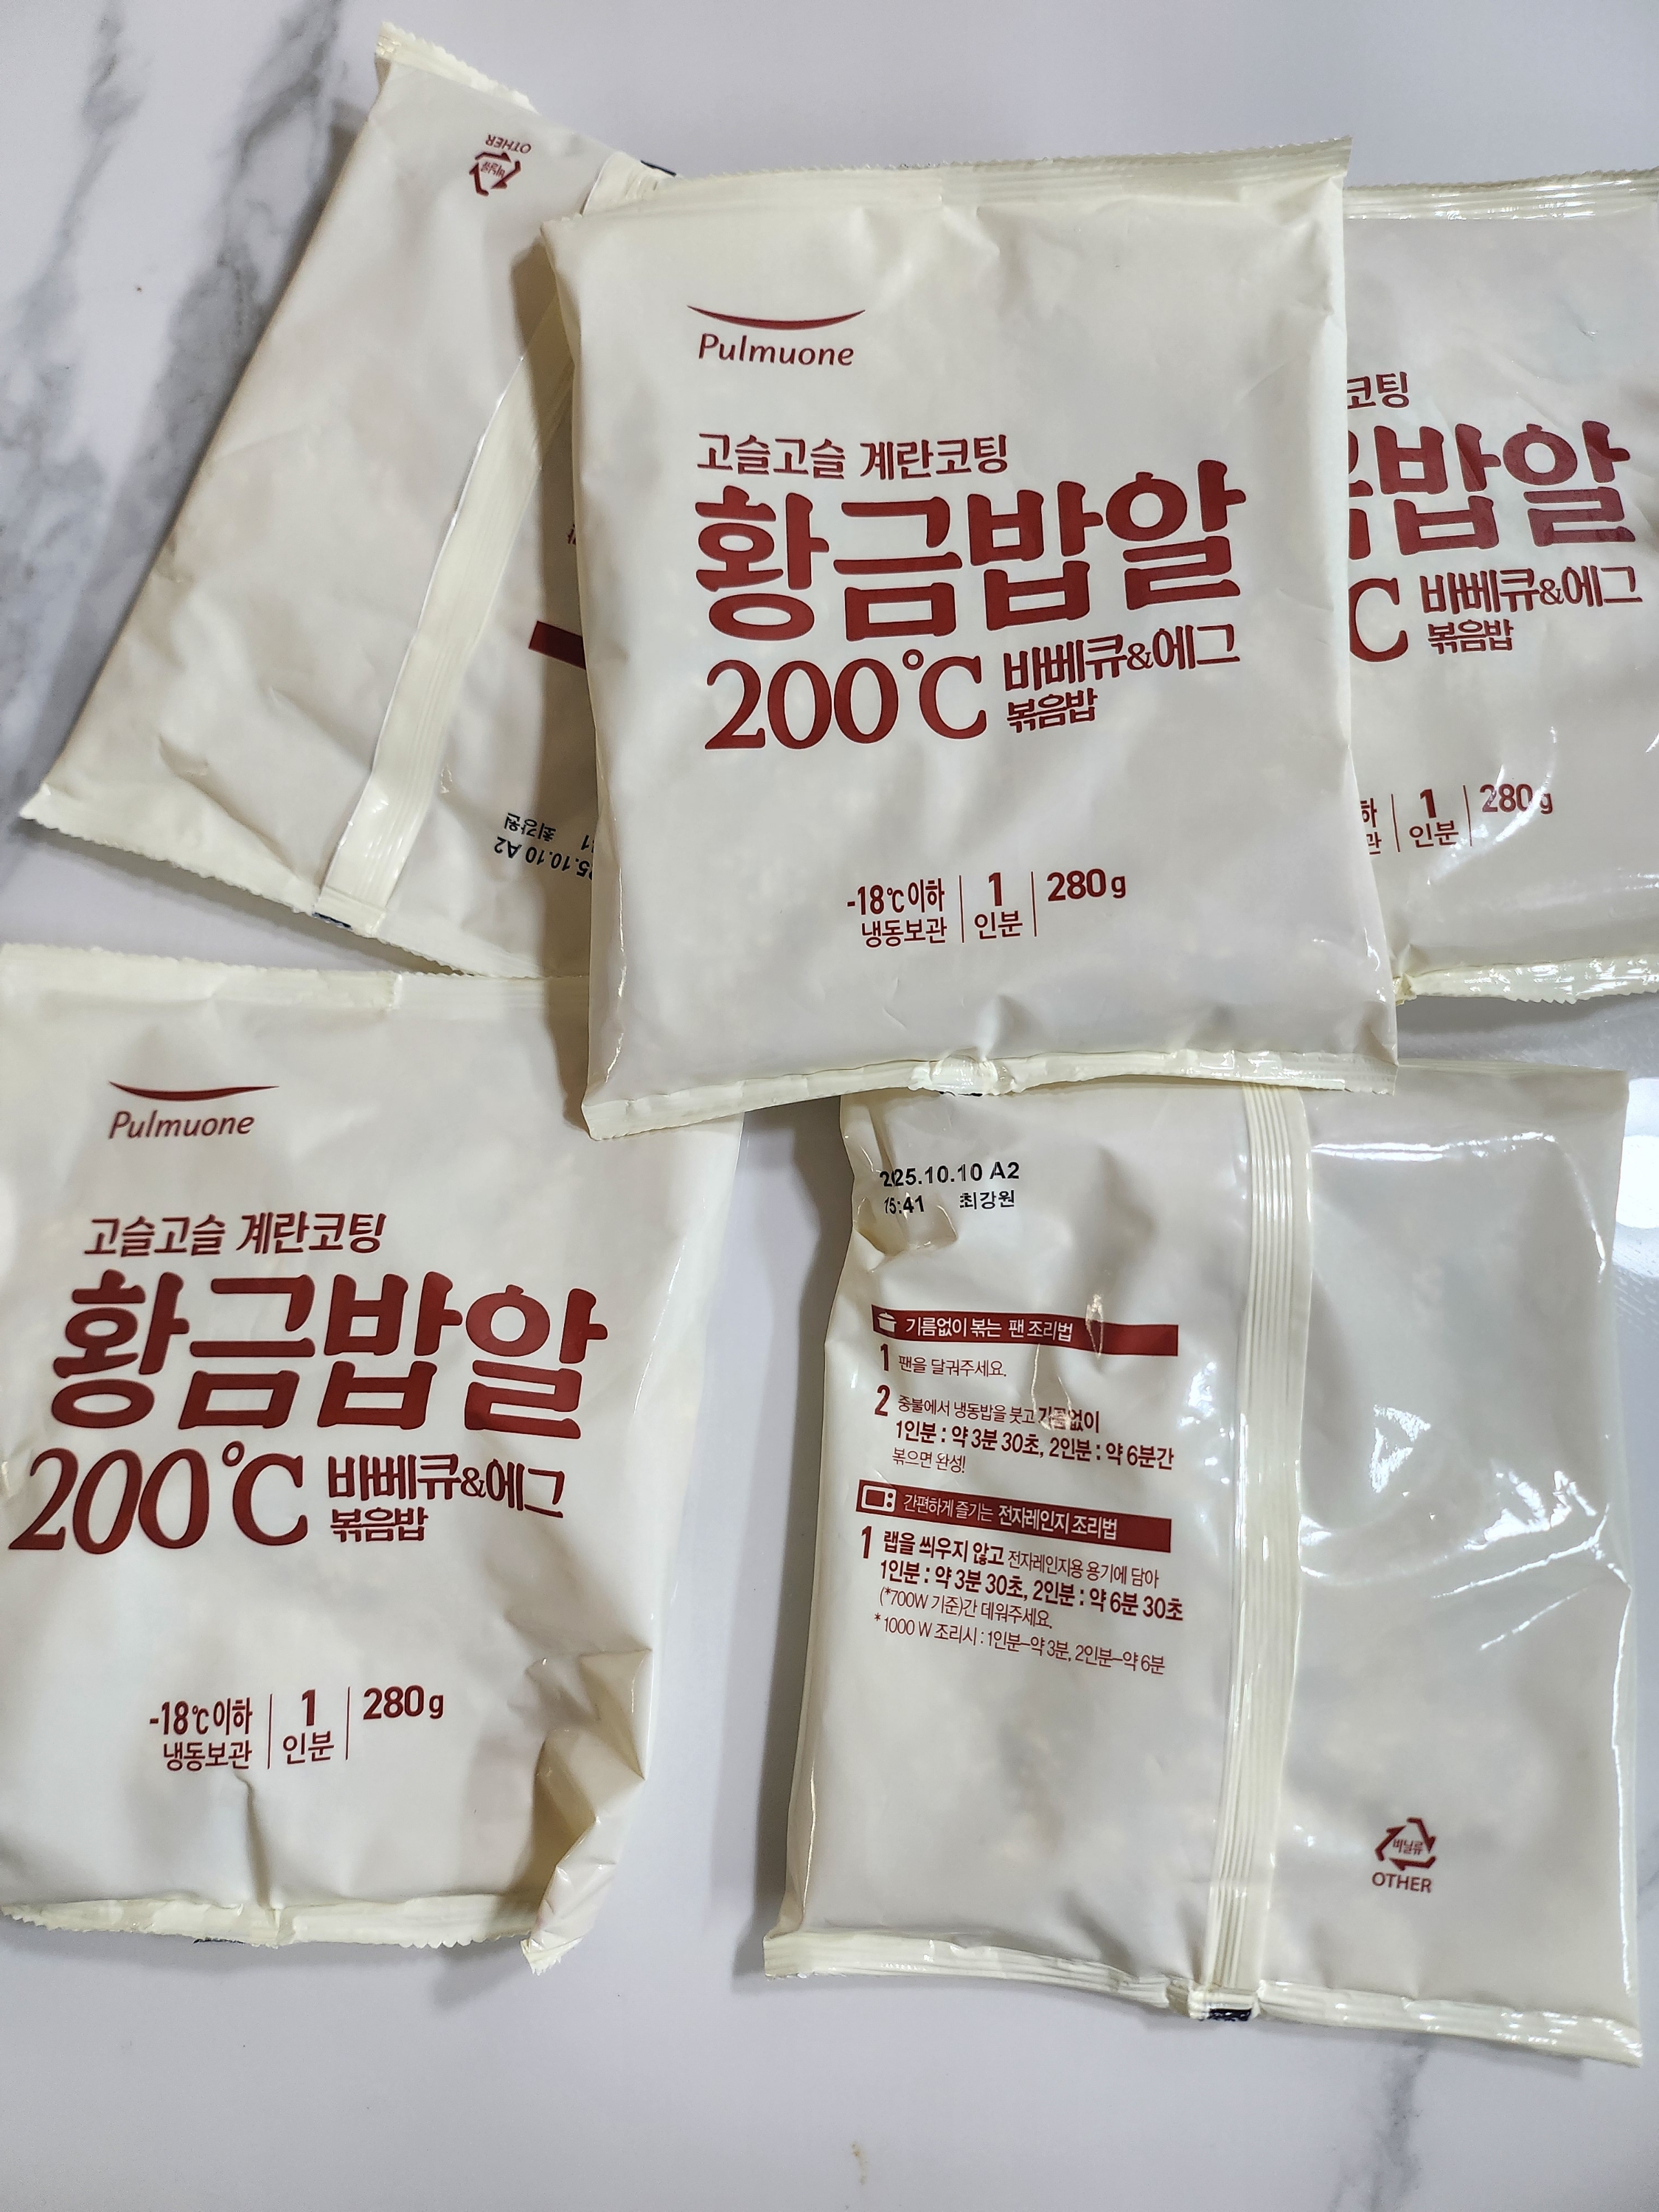 비닐류
OTHER
25.10.10 A2
최강원
Pulmuone
고슬고슬 계란코팅
황금밥알
200℃ 바베큐&에그
볶음밥
-18℃이하 냉동보관
1인분
280g
코팅
밥알
C 바베큐&에그
볶음밥
1인분
280g
Pulmuone
고슬고슬 계란코팅
황금밥알
200℃ 바베큐&에그
볶음밥
-18℃이하 냉동보관
1인분
280g
2025.10.10 A2
15:41 최강원
기름없이 볶는 팬 조리법
1 팬을 달궈주세요.
2 중불에서 냉동밥을 붓고 기름없이
1인분 : 약 3분 30초, 2인분 : 약 6분간
볶으면 완성!
간편하게 즐기는 전자레인지 조리법
1 랩을 씌우지 않고 전자레인지용 용기에 담아
1인분 : 약 3분 30초, 2인분 : 약 6분 30초
(*700W 기준)간 데워주세요.
*1000 W 조리시 : 1인분–약 3분, 2인분–약 6분
비닐류
OTHER